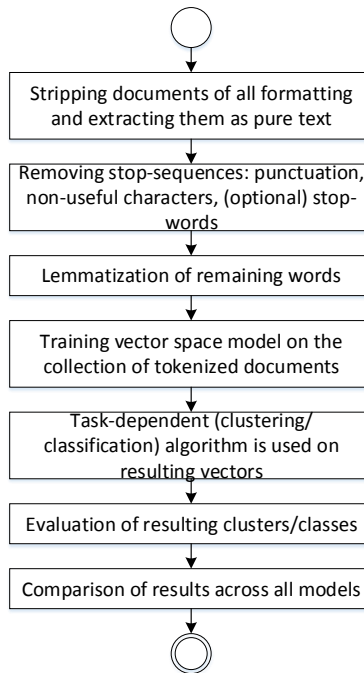 Stripping documents of all formatting
and extracting them as pure text
Removing stop-sequences: punctuation,
non-useful characters, (optional) stop-
words
Lemmatization of remaining words
Training vector space model on the
collection of tokenized documents
Task-dependent (clustering/
classification) algorithm is used on
resulting vectors
Evaluation of resulting clusters/classes
Comparison of results across all models